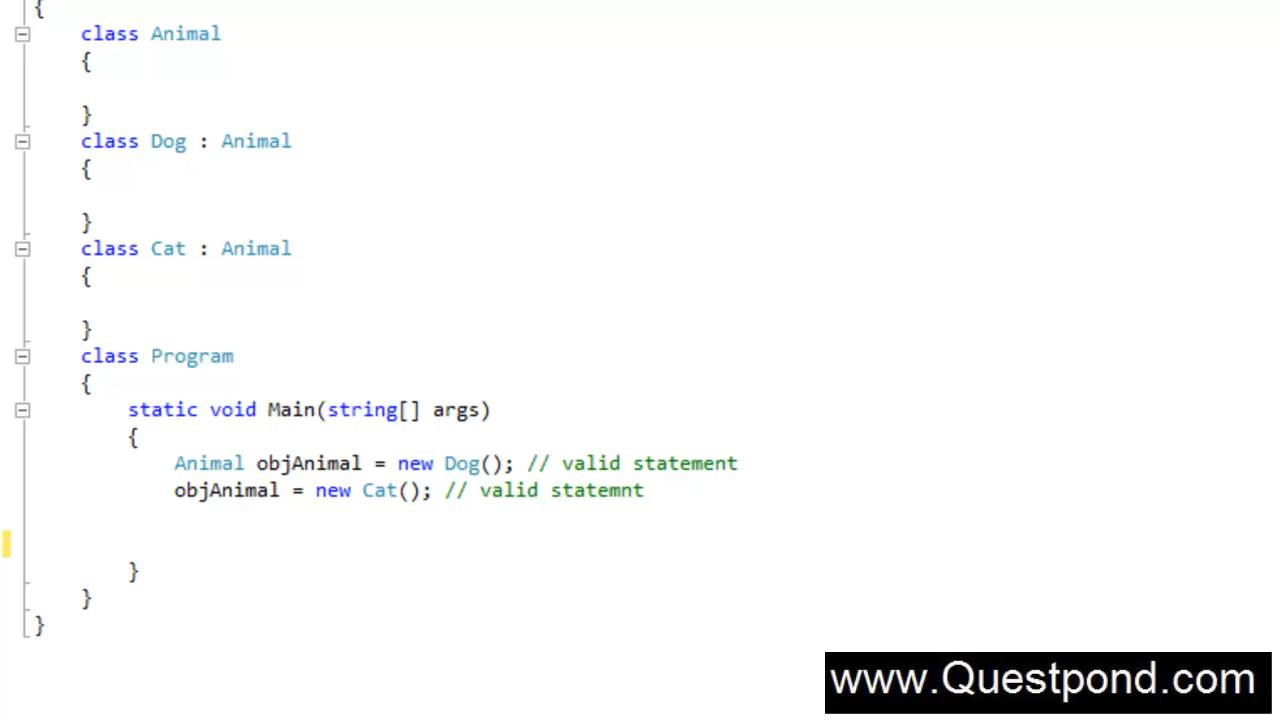 {
class Animal
{
}
class Dog : Animal
{
}
class Cat : Animal
{
}
class Program
{
static void Main(string[] args)
{
Animal objAnimal = new Dog(); // valid statement
objAnimal = new Cat(); // valid statemnt
}
}
}
www.Questpond.com